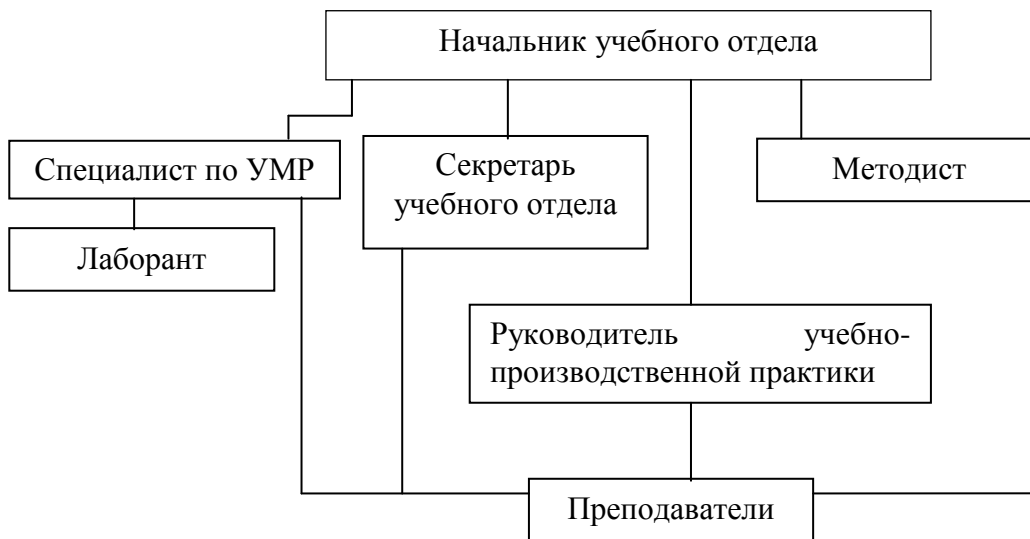 Начальник учебного отдела
Специалист по УМР
Секретарь
учебного отдела
Методист
Лаборант
Руководитель учебно-
производственной практики
Преподаватели